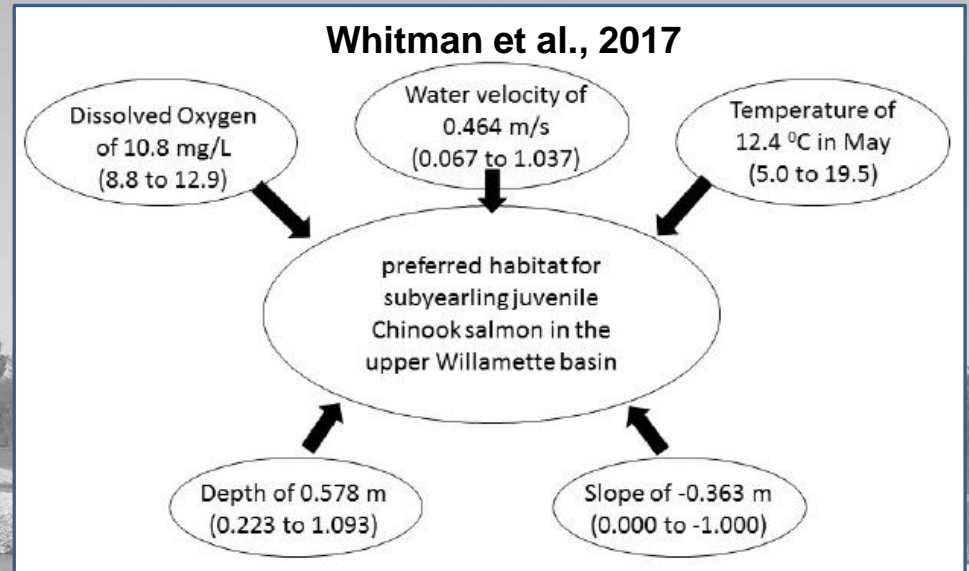 Whitman et al., 2017
Dissolved Oxygen
of 10.8 mg/L
(8.8 to 12.9)
Water velocity of
0.464 m/s
(0.067 to 1.037)
Temperature of
12.4 ⁰C in May
(5.0 to 19.5)
preferred habitat for
subyearling juvenile
Chinook salmon in the
upper Willamette basin
Depth of 0.578 m
(0.223 to 1.093)
Slope of -0.363 m
(0.000 to -1.000)